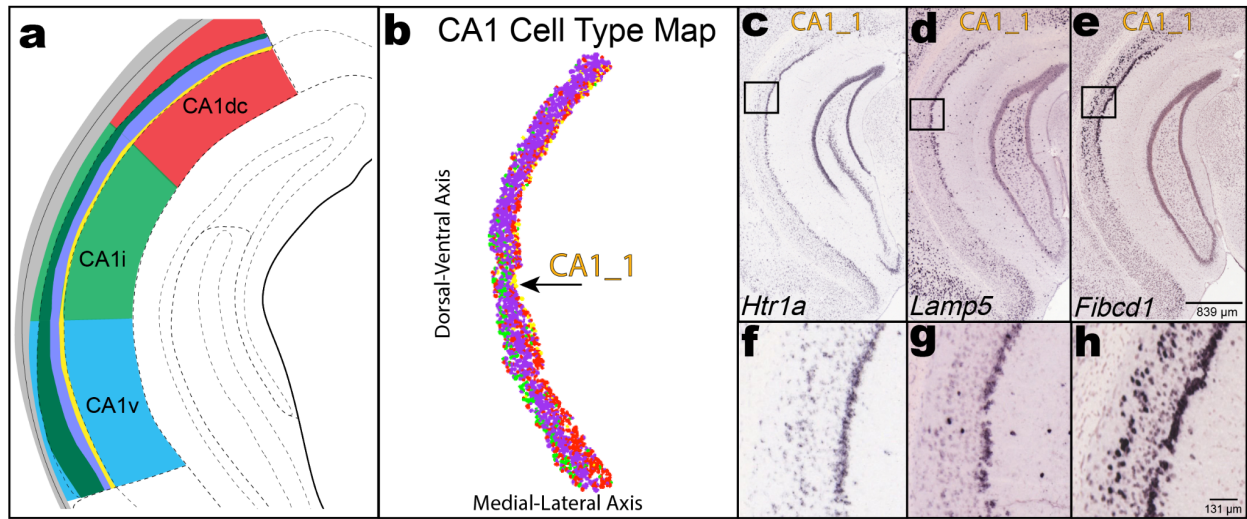 a
CA1dc
CA1i
CA1v
b
CA1 Cell Type Map
Dorsal-Ventral Axis
CA1_1
Medial-Lateral Axis
c
CA1_1
Htr1a
d
CA1_1
Lamp5
e
CA1_1
Fibcd1
839 µm
f
g
h
131 µm